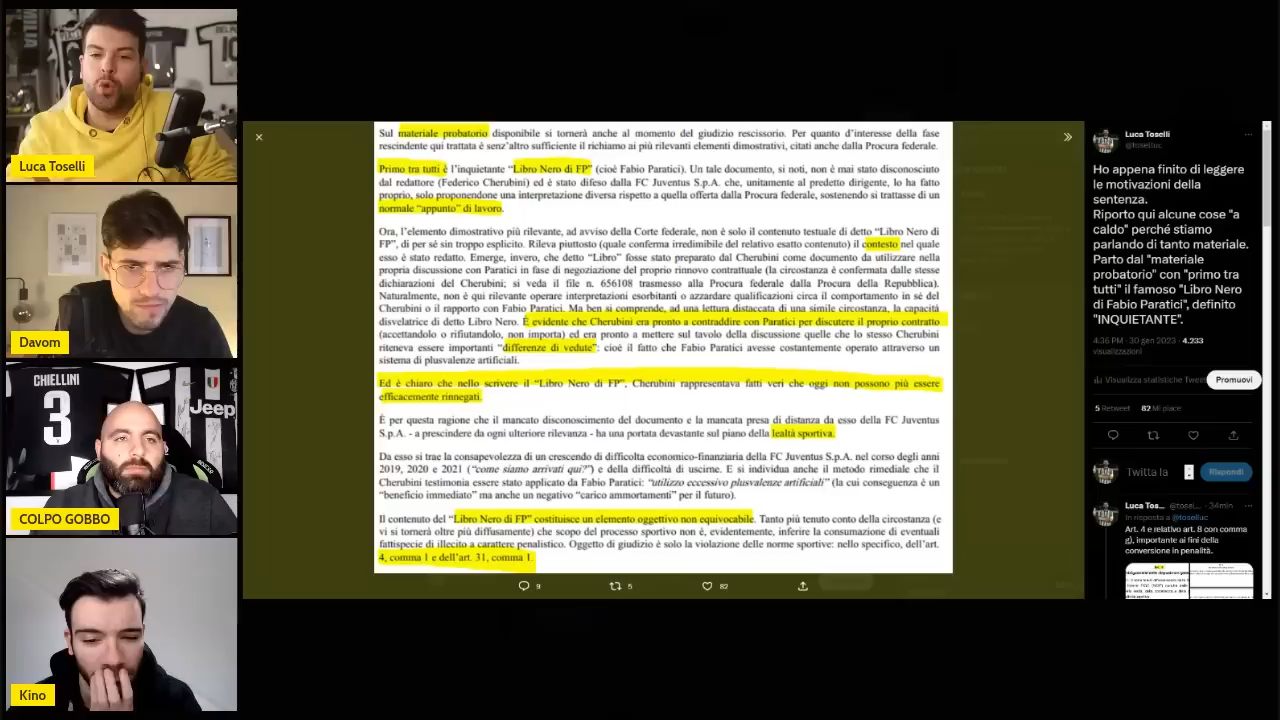 Luca Toselli
Davom
CHIELLINI
3
Jeep
COLPO GOBBO
Kino
Sul materiale probatorio disponibile si tornerà anche al momento del giudizio rescissorio. Per quanto d’interesse della fase
rescindente qui trattata è senz’altro sufficiente il richiamo ai più rilevanti elementi dimostrativi, citati anche dalla Procura federale.
Primo tra tutti è l’inquietante “Libro Nero di FP” (cioè Fabio Paratici). Un tale documento, si noti, non è mai stato disconosciuto
dal redattore (Federico Cherubini) ed è stato difeso dalla FC Juventus S.p.A. che, unitamente al predetto dirigente, lo ha fatto
proprio, solo proponendone una interpretazione diversa rispetto a quella offerta dalla Procura federale, sostenendo si trattasse di un
normale “appunto” di lavoro.
Ora, l’elemento dimostrativo più rilevante, ad avviso della Corte federale, non è solo il contenuto testuale di detto “Libro Nero di
FP”, di per sé sin troppo esplicito. Rileva piuttosto (quale conferma irredimibile del relativo esatto contenuto) il contesto nel quale
esso è stato redatto. Emerge, invero, che detto “Libro” fosse stato preparato dal Cherubini come documento da utilizzare nella
propria discussione con Paratici in fase di negoziazione del proprio rinnovo contrattuale (la circostanza è confermata dalle stesse
dichiarazioni del Cherubini; si veda il file n. 656108 trasmesso alla Procura federale dalla Procura della Repubblica).
Naturalmente, non è qui rilevante operare interpretazioni esorbitanti o azzardare qualificazioni circa il comportamento in sé del
Cherubini o il rapporto con Fabio Paratici. Ma ben si comprende, ad una lettura distaccata di una simile circostanza, la capacità
disvelatrice di detto Libro Nero. È evidente che Cherubini era pronto a contraddire con Paratici per discutere il proprio contratto
(accettandolo o rifiutandolo, non importa) ed era pronto a mettere sul tavolo della discussione quelle che lo stesso Cherubini
riteneva essere importanti “differenze di vedute”: cioè il fatto che Fabio Paratici avesse costantemente operato attraverso un
sistema di plusvalenze artificiali.
Ed è chiaro che nello scrivere il “Libro Nero di FP”, Cherubini rappresentava fatti veri che oggi non possono più essere
efficacemente rinnegati.
È per questa ragione che il mancato disconoscimento del documento e la mancata presa di distanza da esso della FC Juventus
S.p.A. - a prescindere da ogni ulteriore rilevanza - ha una portata devastante sul piano della lealtà sportiva.
Da esso si trae la consapevolezza di un crescendo di difficoltà economico-finanziaria della FC Juventus S.p.A. nel corso degli anni
2019, 2020 e 2021 (“come siamo arrivati qui?”) e della difficoltà di uscirne. E si individua anche il metodo rimediale che il
Cherubini testimonia essere stato applicato da Fabio Paratici: “utilizzo eccessivo plusvalenze artificiali” (la cui conseguenza è un
“beneficio immediato” ma anche un negativo “carico ammortamenti” per il futuro).
Il contenuto del “Libro Nero di FP” costituisce un elemento oggettivo non equivocabile. Tanto più tenuto conto della circostanza (e
vi si tornerà oltre più diffusamente) che scopo del processo sportivo non è, evidentemente, inferire la consumazione di eventuali
fattispecie di illecito a carattere penalistico. Oggetto di giudizio è solo la violazione delle norme sportive: nello specifico, dell’art.
4, comma 1 e dell’art. 31, comma 1.
9
5
82
Luca Toselli
@toselluc
Ho appena finito di leggere
le motivazioni della
sentenza.
Riporto qui alcune cose "a
caldo" perché stiamo
parlando di tanto materiale.
Parto dal "materiale
probatorio" con "primo tra
tutti" il famoso "Libro Nero
di Fabio Paratici", definito
"INQUIETANTE".
4:36 PM · 30 gen 2023 · 4.233
visualizzazioni
Visualizza statistiche Tweet
Promuovi
5 Retweet 82 Mi piace
Twitta la
Rispondi
Luca Tos... @tosel... · 34min
In risposta a @toselluc
Art. 4 e relativo art. 8 con comma
g), importante ai fini della
conversione in penalità.